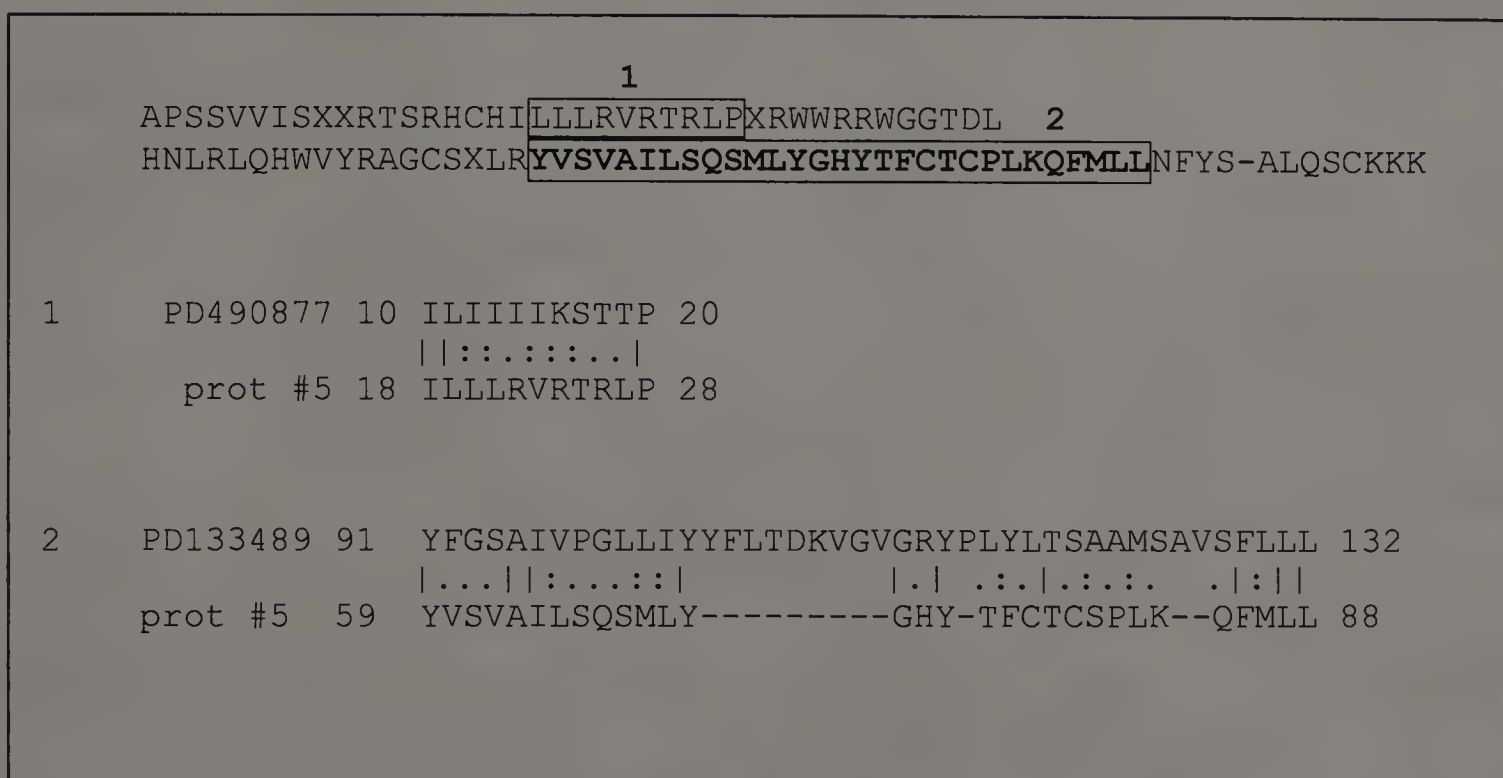 1
APSSVVISXXRTSRHCHILLLRVRTRLPXRWWRRWGGTDL 2
HNLRLQHWVYRAGCSXLRYVSVAILSQSMLYGHYTFCTCPLKQFMLLNFYS-ALQSCKKK
1 PD490877 10 ILIIIIKSTTP 20
||::.:::..|
prot #5 18 ILLLRVRTRLP 28
2 PD133489 91 YFGSAIVPGLLIYYFLTDKVGVGRYPLYLTSAAMSAVSFLLL 132
|...||:...::| |.| .:.|.:.:. .|:||
prot #5 59 YVSVAILSQSMLY---------GHY-TFCTCSPLK--QFMLL 88